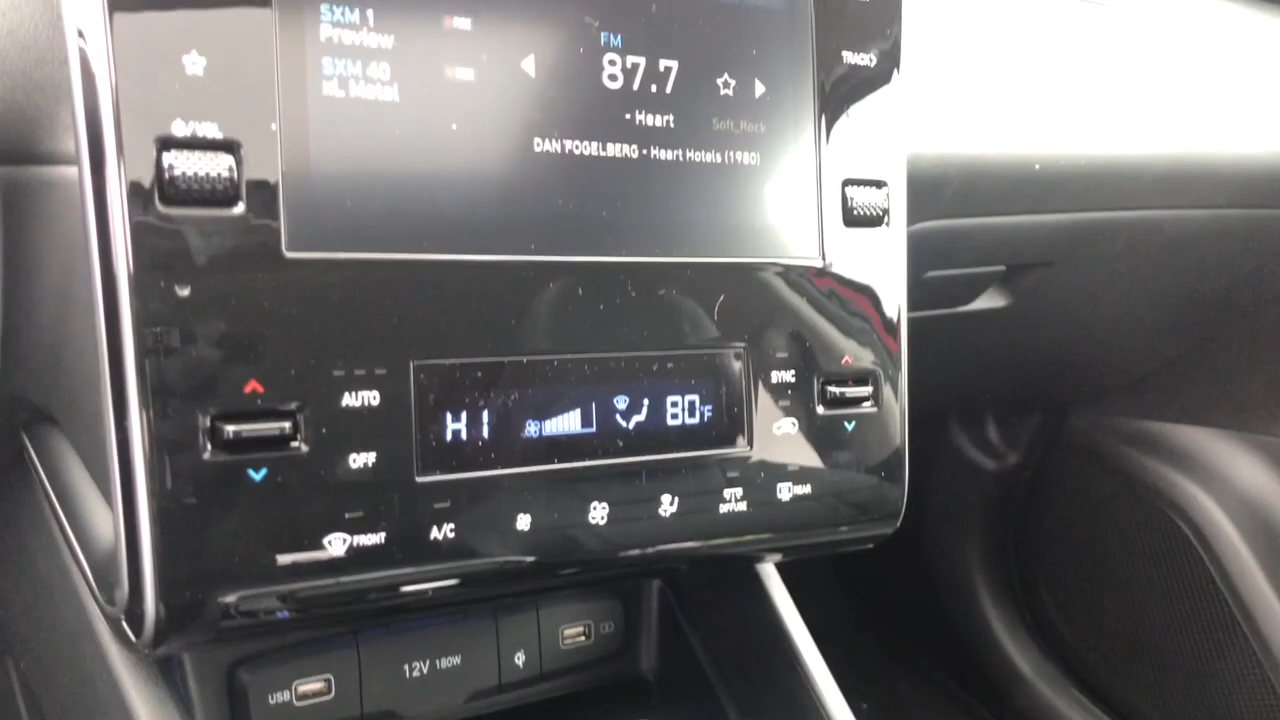 SXM 1
Preview
SXM 40
XL Metal
FM
87.7
- Heart
Soft_Rock
DAN FOGELBERG - Heart Hotels (1980)
TRACK
/VOL
AUTO
OFF
HI
80°F
SYNC
FRONT
A/C
DIFFUSE
REAR
USB
12V 180W